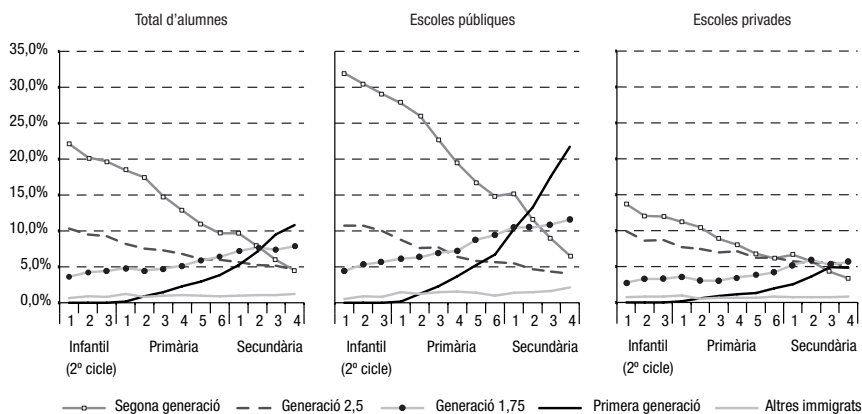 Total d'alumnes Escoles públiques Escoles privades
35,0%
30,0%
25,0%
20,0%
15,0%
10,0%
5,0%
0,0%
1 2 3 1 2 3 4 5 6 1 2 3 4 1 2 3 1 2 3 4 5 6 1 2 3 4 1 2 3 1 2 3 4 5 6 1 2 3 4
Infantil Primària Secundària Infantil Primària Secundària Infantil Primària Secundària
(2º cicle) (2º cicle) (2º cicle)
Segona generació Generació 2,5 Generació 1,75 Primera generació Altres immigrats